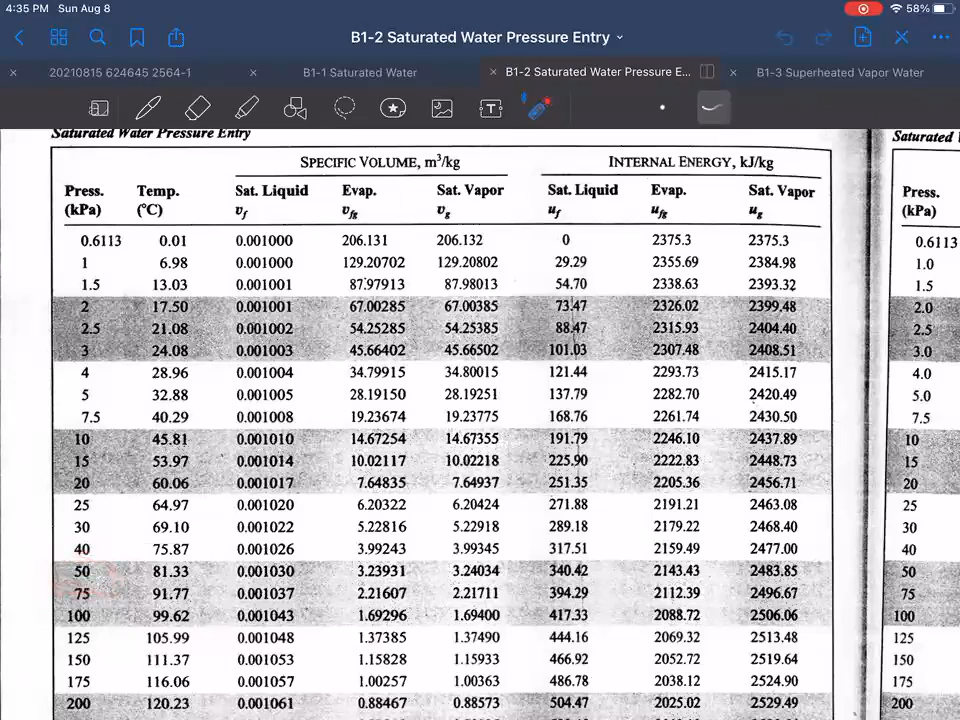 4:35 PM Sun Aug 8 58%
B1-2 Saturated Water Pressure Entry
20210815 624645 2564-1 B1-1 Saturated Water B1-2 Saturated Water Pressure E... B1-3 Superheated Vapor Water
Saturated Water Pressure Entry
SPECIFIC VOLUME, m³/kg INTERNAL ENERGY, kJ/kg
Press. Temp. Sat. Liquid Evap. Sat. Vapor Sat. Liquid Evap. Sat. Vapor
(kPa) (°C) vf vfg vg uf ufg ug
0.6113 0.01 0.001000 206.131 206.132 0 2375.3 2375.3
1 6.98 0.001000 129.20702 129.20802 29.29 2355.69 2384.98
1.5 13.03 0.001001 87.97913 87.98013 54.70 2338.63 2393.32
2 17.50 0.001001 67.00285 67.00385 73.47 2326.02 2399.48
2.5 21.08 0.001002 54.25285 54.25385 88.47 2315.93 2404.40
3 24.08 0.001003 45.66402 45.66502 101.03 2307.48 2408.51
4 28.96 0.001004 34.79915 34.80015 121.44 2293.73 2415.17
5 32.88 0.001005 28.19150 28.19251 137.79 2282.70 2420.49
7.5 40.29 0.001008 19.23674 19.23775 168.76 2261.74 2430.50
10 45.81 0.001010 14.67254 14.67355 191.79 2246.10 2437.89
15 53.97 0.001014 10.02117 10.02218 225.90 2222.83 2448.73
20 60.06 0.001017 7.64835 7.64937 251.35 2205.36 2456.71
25 64.97 0.001020 6.20322 6.20424 271.88 2191.21 2463.08
30 69.10 0.001022 5.22816 5.22918 289.18 2179.22 2468.40
40 75.87 0.001026 3.99243 3.99345 317.51 2159.49 2477.00
50 81.33 0.001030 3.23931 3.24034 340.42 2143.43 2483.85
75 91.77 0.001037 2.21607 2.21711 394.29 2112.39 2496.67
100 99.62 0.001043 1.69296 1.69400 417.33 2088.72 2506.06
125 105.99 0.001048 1.37385 1.37490 444.16 2069.32 2513.48
150 111.37 0.001053 1.15828 1.15933 466.92 2052.72 2519.64
175 116.06 0.001057 1.00257 1.00363 486.78 2038.12 2524.90
200 120.23 0.001061 0.88467 0.88573 504.47 2025.02 2529.49
Saturated
Press.
(kPa)
0.6113
1.0
1.5
2.0
2.5
3.0
4.0
5.0
7.5
10
15
20
25
30
40
50
75
100
125
150
175
200